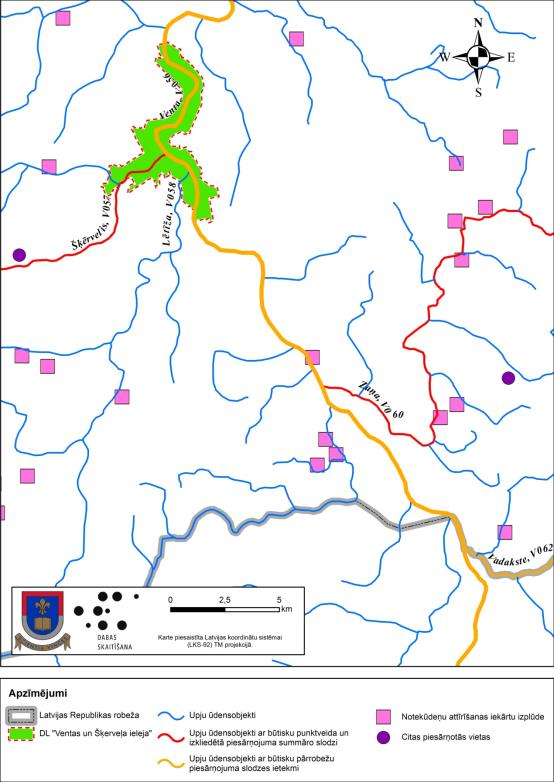 N
W E
S
Venta, V056
Šķērvelis, V057
Lētīža, V058
Zaņa, V060
Vadakste, V062
0 2,5 5
km
DABAS
SKAITĪŠANA
Karte piesaistīta Latvijas koordinātu sistēmai
(LKS-92) TM projekcijā.
Apzīmējumi
Latvijas Republikas robeža
DL "Ventas un Šķerveļa ieleja"
Upju ūdensobjekti
Upju ūdensobjekti ar būtisku punktveida un
izkliedētā piesārņojuma summāro slodzi
Upju ūdensobjekti ar būtisku pārrobežu
piesārņojuma slodzes ietekmi
Notekūdeņu attīrīšanas iekārtu izplūde
Citas piesārņotās vietas